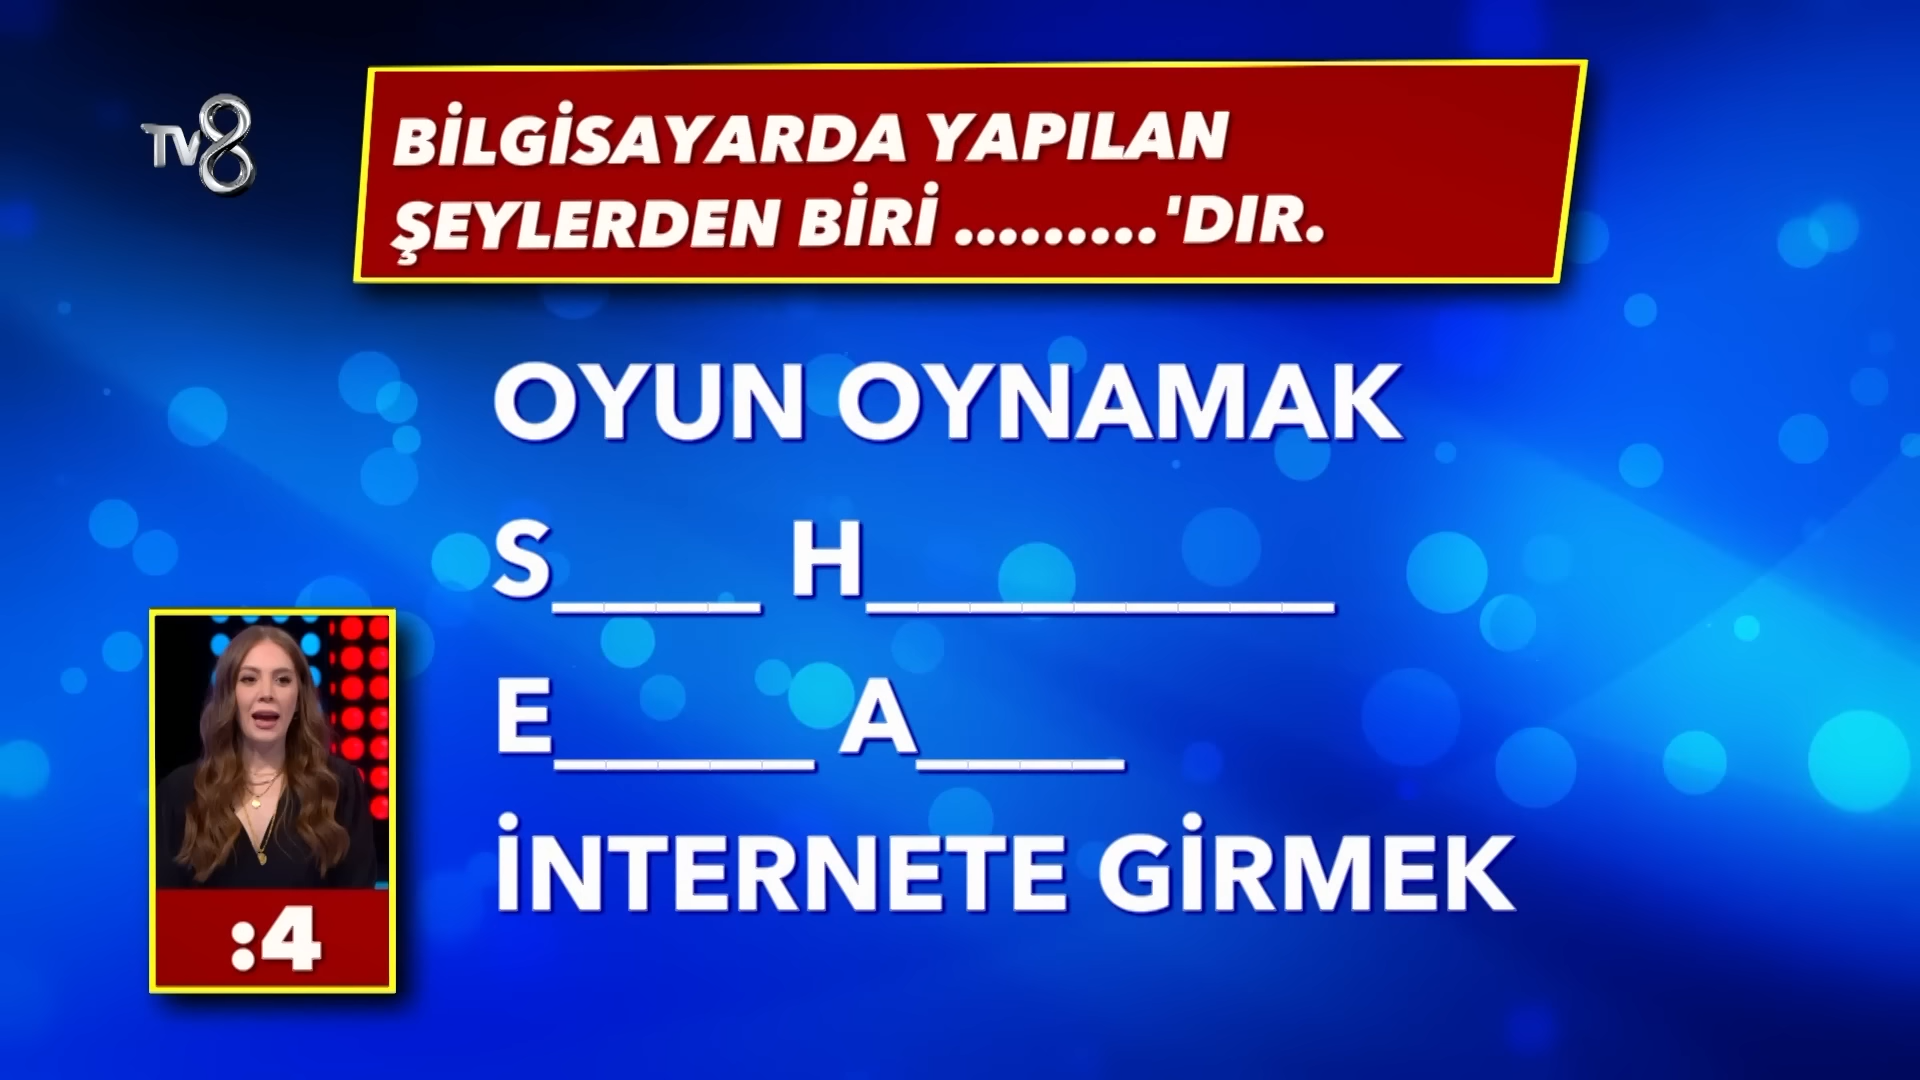 TV8
BİLGİSAYARDA YAPILAN
ŞEYLERDEN BİRİ .........'DIR.
OYUN OYNAMAK
S____ H_________
E_____ A____
İNTERNETE GİRMEK
:4